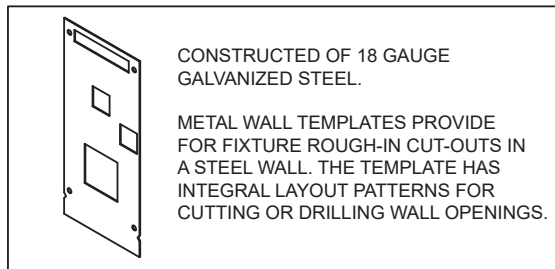 CONSTRUCTED OF 18 GAUGE
GALVANIZED STEEL.
METAL WALL TEMPLATES PROVIDE
FOR FIXTURE ROUGH-IN CUT-OUTS IN
A STEEL WALL. THE TEMPLATE HAS
INTEGRAL LAYOUT PATTERNS FOR
CUTTING OR DRILLING WALL OPENINGS.